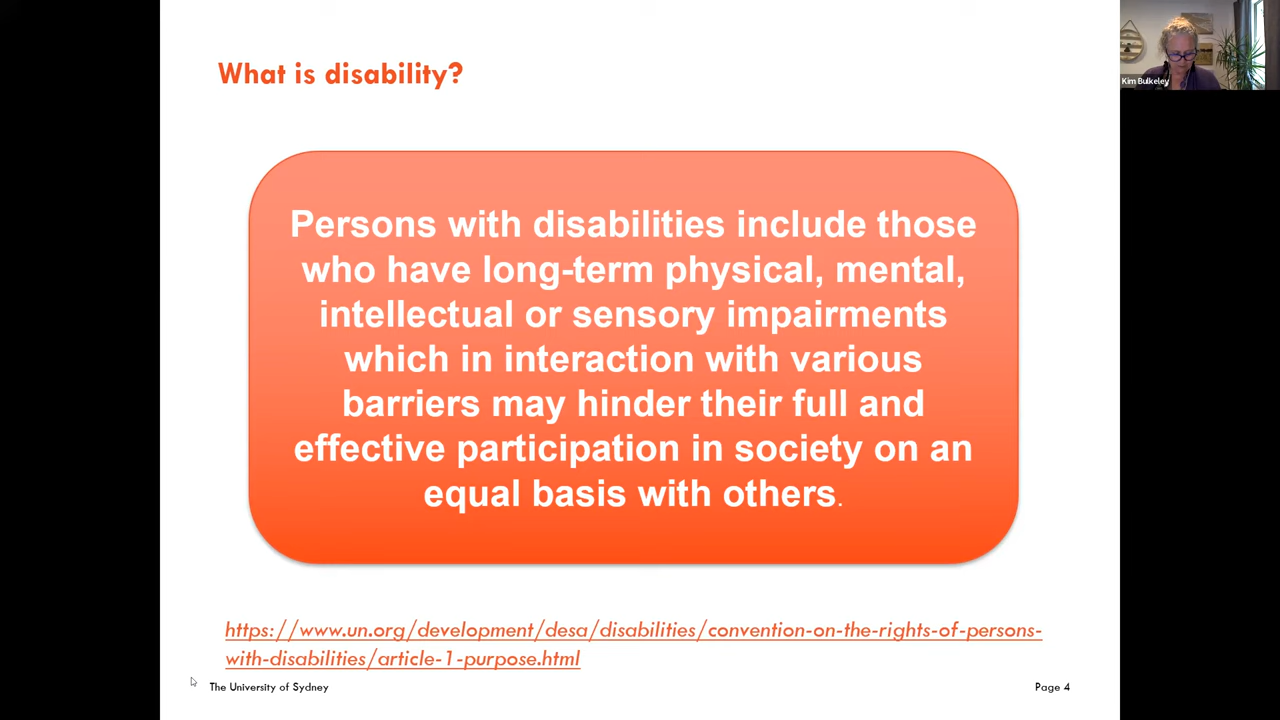 What is disability?
Kim Bulkeley
Persons with disabilities include those
who have long-term physical, mental,
intellectual or sensory impairments
which in interaction with various
barriers may hinder their full and
effective participation in society on an
equal basis with others.
https://www.un.org/development/desa/disabilities/convention-on-the-rights-of-persons-
with-disabilities/article-1-purpose.html
The University of Sydney
Page 4